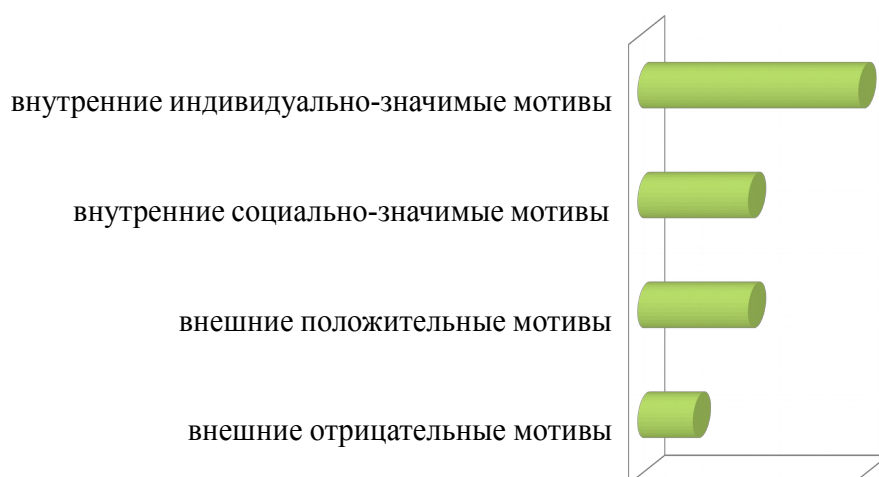 внутренние индивидуально-значимые мотивы
внутренние социально-значимые мотивы
внешние положительные мотивы
внешние отрицательные мотивы